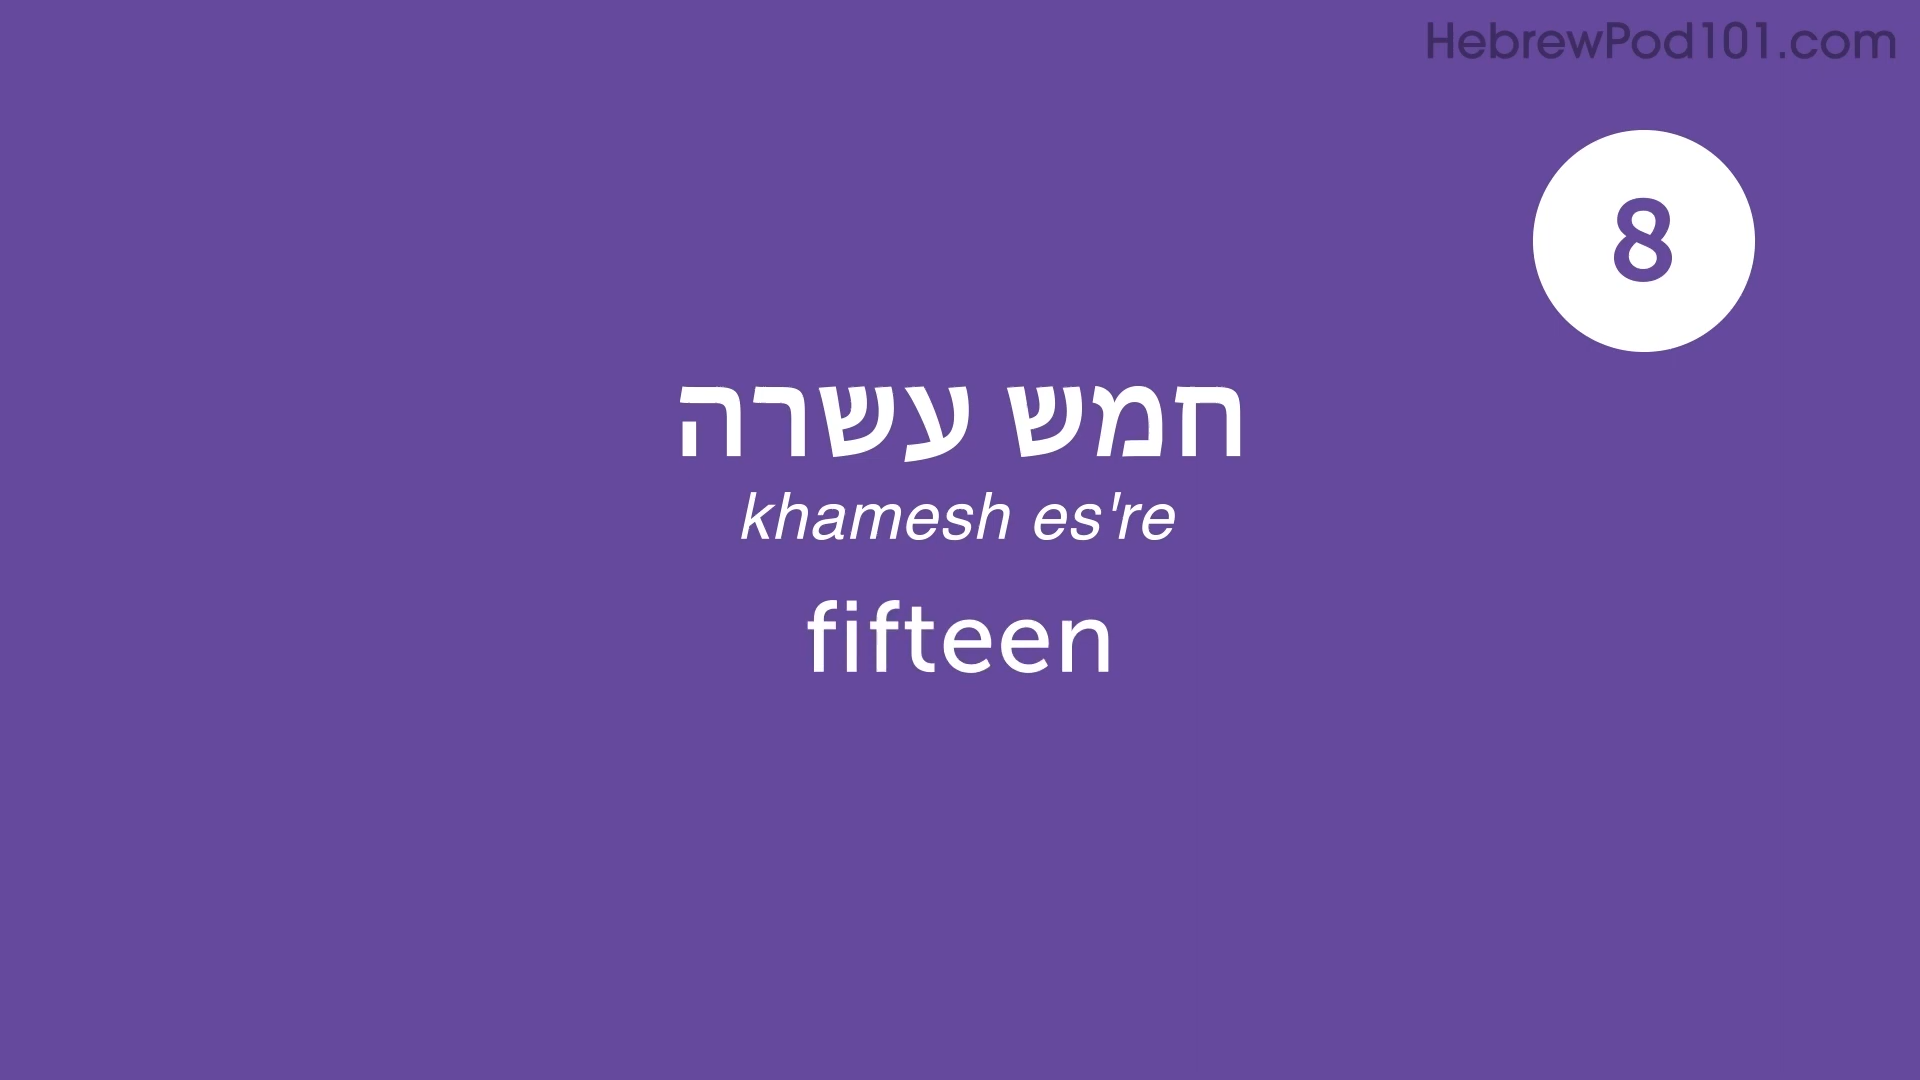 HebrewPod101.com
8
חמש עשרה
khamesh es're
fifteen